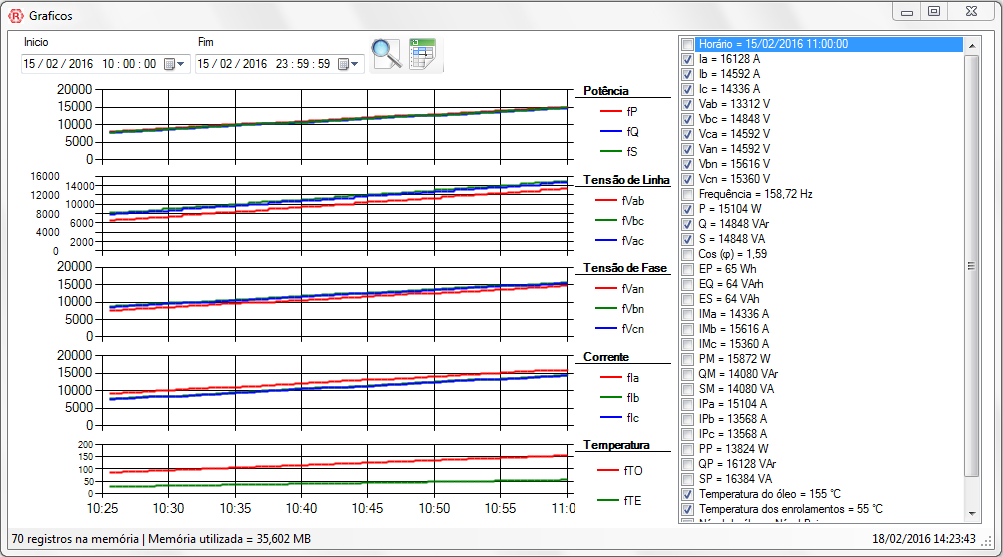 Graficos
Inicio
Fim
15 / 02 / 2016 10 : 00 : 00
15 / 02 / 2016 23 : 59 : 59
20000
15000
10000
5000
0
Potência
fP
fQ
fS
16000
14000
12000
10000
8000
6000
4000
2000
0
Tensão de Linha
fVab
fVbc
fVac
20000
15000
10000
5000
0
Tensão de Fase
fVan
fVbn
fVcn
20000
15000
10000
5000
0
Corrente
fIa
fIb
fIc
200
150
100
50
0
Temperatura
fTO
fTE
10:25 10:30 10:35 10:40 10:45 10:50 10:55 11:0
Horário = 15/02/2016 11:00:00
Ia = 16128 A
Ib = 14592 A
Ic = 14336 A
Vab = 13312 V
Vbc = 14848 V
Vca = 14592 V
Van = 14592 V
Vbn = 15616 V
Vcn = 15360 V
Frequência = 158,72 Hz
P = 15104 W
Q = 14848 VAr
S = 14848 VA
Cos (φ) = 1,59
EP = 65 Wh
EQ = 64 VArh
ES = 64 VAh
IMa = 14336 A
IMb = 15616 A
IMc = 15360 A
PM = 15872 W
QM = 14080 VAr
SM = 14080 VA
IPa = 15104 A
IPb = 13568 A
IPc = 13568 A
PP = 13824 W
QP = 16128 VAr
SP = 16384 VA
Temperatura do óleo = 155 °C
Temperatura dos enrolamentos = 55 °C
70 registros na memória | Memória utilizada = 35,602 MB
18/02/2016 14:23:43